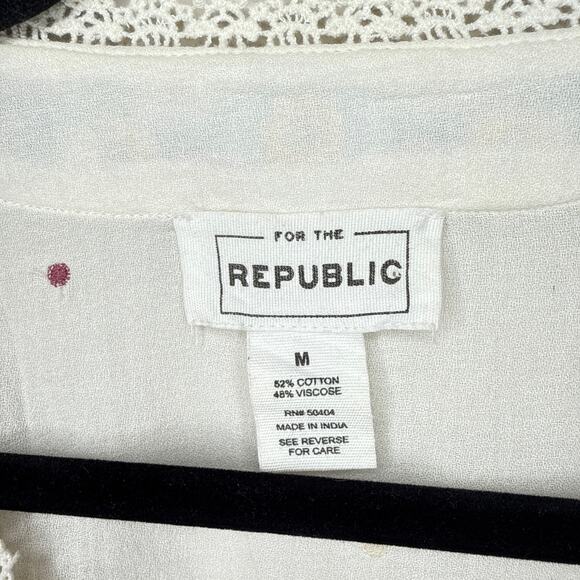 FOR THE
REPUBLIC
M
52% COTTON
48% VISCOSE
RN# 50404
MADE IN INDIA
SEE REVERSE
FOR CARE